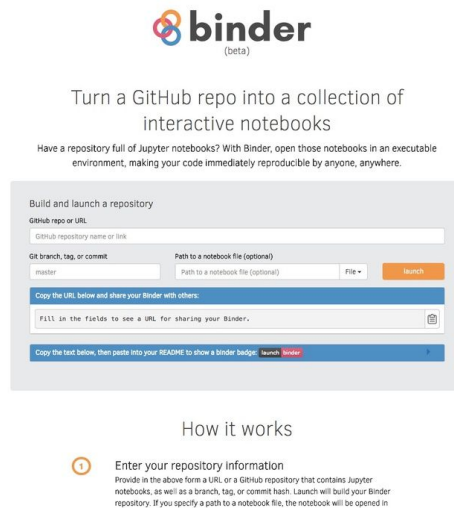 binder
(beta)
Turn a GitHub repo into a collection of
interactive notebooks
Have a repository full of Jupyter notebooks? With Binder, open those notebooks in an executable
environment, making your code immediately reproducible by anyone, anywhere.
Build and launch a repository
GitHub repo or URL
GitHub repository name or link
Git branch, tag, or commit Path to a notebook file (optional)
master Path to a notebook file (optional) File launch
Copy the URL below and share your Binder with others:
Fill in the fields to see a URL for sharing your Binder.
Copy the text below, then paste into your README to show a binder badge: launch binder
How it works
1 Enter your repository information
Provide in the above form a URL or a GitHub repository that contains Jupyter
notebooks, as well as a branch, tag, or commit hash. Launch will build your Binder
repository. If you specify a path to a notebook file, the notebook will be opened in